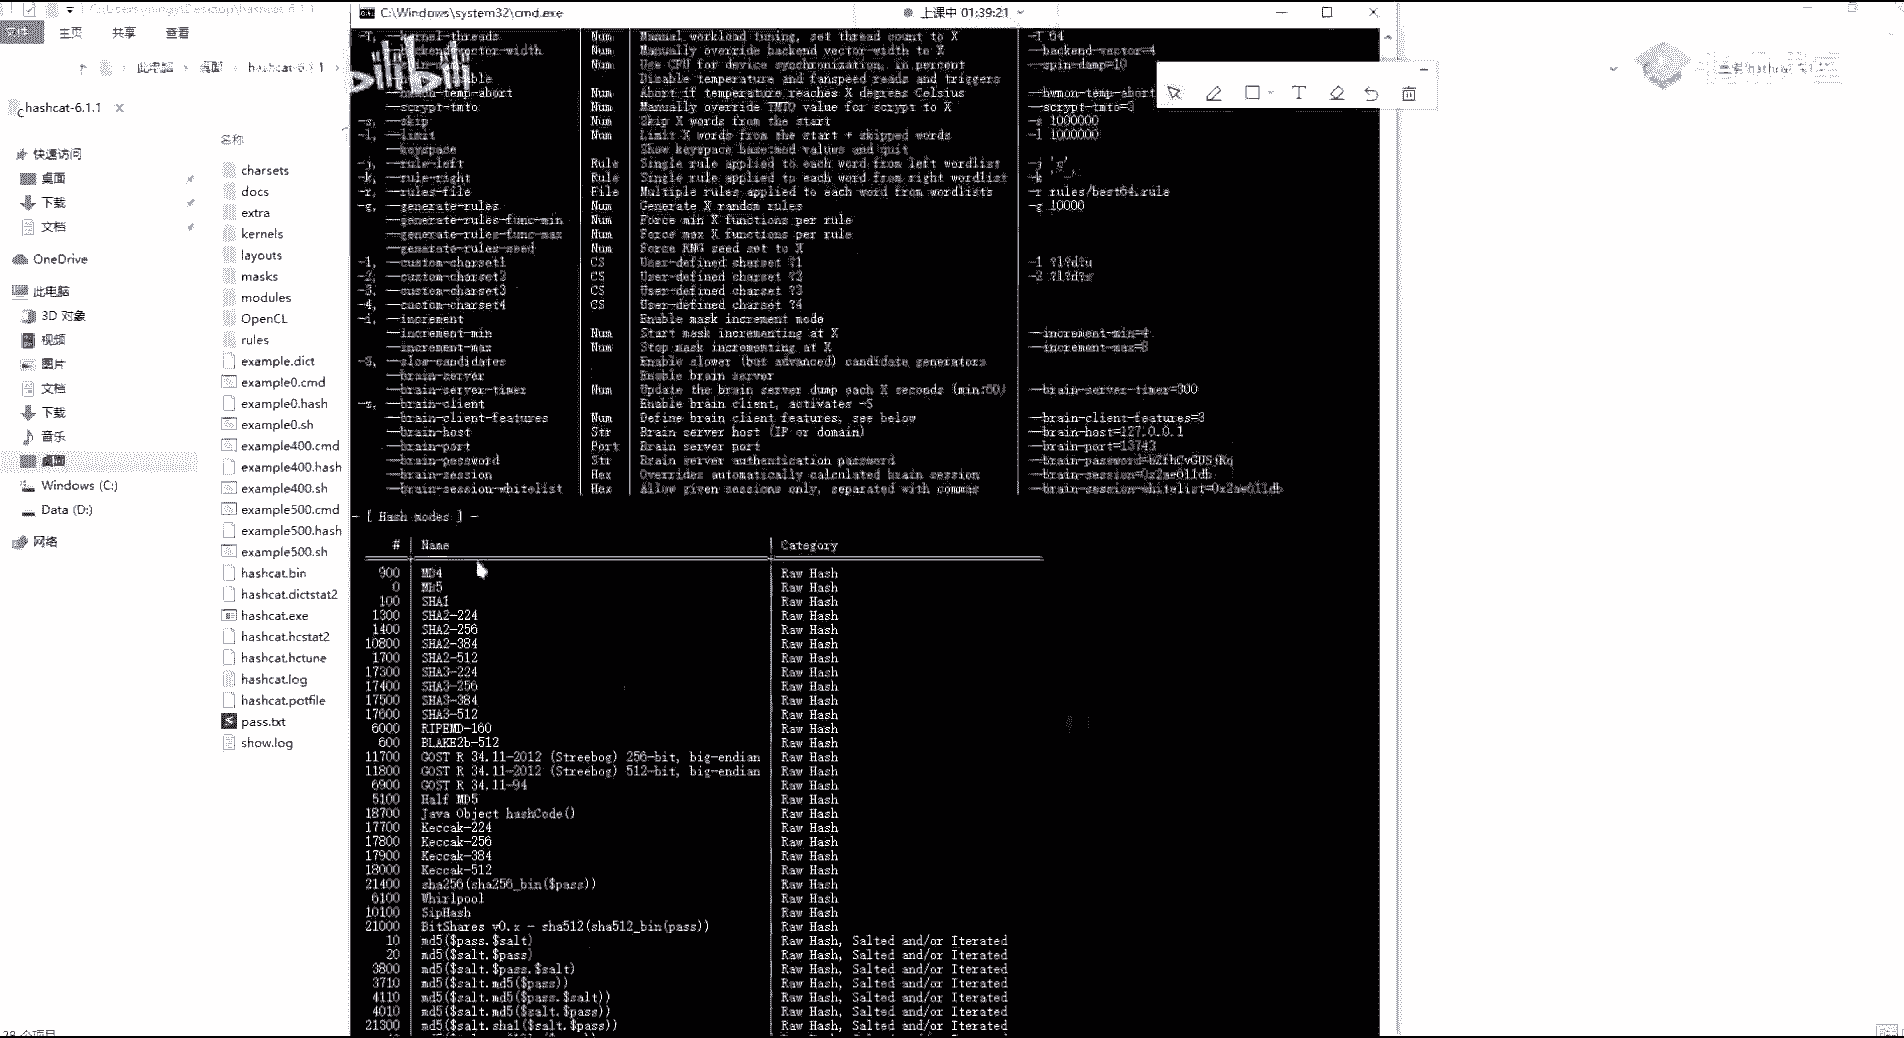 C:\Users\
\Desktop\hashcat-6.1.1
文件
主页
共享
查看
此电脑
桌面
hashcat-6.1.1
hashcat-6.1.1
快速访问
桌面
下载
文档
OneDrive
此电脑
3D 对象
视频
图片
文档
下载
音乐
桌面
Windows (C:)
Data (D:)
网络
名称
charsets
docs
extra
kernels
layouts
masks
modules
OpenCL
rules
example.dict
example0.cmd
example0.hash
example0.sh
example400.cmd
example400.hash
example400.sh
example500.cmd
example500.hash
example500.sh
hashcat.bin
hashcat.dictstat2
hashcat.exe
hashcat.hcstat2
hashcat.hctune
hashcat.log
hashcat.potfile
pass.txt
show.log
C:\Windows\system32\cmd.exe
上课中 01:39:21
bilibili
-T, --kernel-threads | Num | Manual workload tuning, set thread count to X | -T 64
--backend-vector-width | Num | Manually override backend vector-width to X | --backend-vector=4
Num | Use CPU for device synchronization, in percent | --spin-damp=10
Disable temperature and fanspeed reads and triggers
--hwmon-temp-abort | Num | Abort if temperature reaches X degrees Celsius | --hwmon-temp-abort
--scrypt-tmto | Num | Manually override TMTO value for scrypt to X | --scrypt-tmto=3
-s, --skip | Num | Skip X words from the start | -s 1000000
-l, --limit | Num | Limit X words from the start + skipped words | -l 1000000
--keyspace | Show keyspace base:mod values and quit
-j, --rule-left | Rule | Single rule applied to each word from left wordlist | -j 'c'
-k, --rule-right | Rule | Single rule applied to each word from right wordlist | -k
-r, --rules-file | File | Multiple rules applied to each word from wordlists | -r rules/best64.rule
-g, --generate-rules | Num | Generate X random rules | -g 10000
--generate-rules-func-min | Num | Force min X functions per rule
--generate-rules-func-max | Num | Force max X functions per rule
--generate-rules-seed | Num | Force RNG seed set to X
-1, --custom-charset1 | CS | User-defined charset ?1 | -1 ?l?d?u
-2, --custom-charset2 | CS | User-defined charset ?2 | -2 ?l?d?s
-3, --custom-charset3 | CS | User-defined charset ?3
-4, --custom-charset4 | CS | User-defined charset ?4
-i, --increment | Enable mask increment mode
--increment-min | Num | Start mask incrementing at X | --increment-min=4
--increment-max | Num | Stop mask incrementing at X | --increment-max=8
-S, --slow-candidates | Enable slower (but advanced) candidate generators
--brain-server | Enable brain server
--brain-server-timer | Num | Update the brain server dump each X seconds (min:60) | --brain-server-timer=300
-z, --brain-client | Enable brain client, activates -S
--brain-client-features | Num | Define brain client features, see below | --brain-client-features=3
--brain-host | Str | Brain server host (IP or domain) | --brain-host=127.0.0.1
--brain-port | Port | Brain server port | --brain-port=13743
--brain-password | Str | Brain server authentication password | --brain-password=bZfhCvGUSjRq
--brain-session | Hex | Overrides automatically calculated brain session | --brain-session=0x2ae611db
--brain-session-whitelist | Hex | Allow given sessions only, separated with commas | --brain-session-whitelist=0x2ae611db
- [ Hash modes ] -
# | Name | Category
900 | MD4 | Raw Hash
0 | MD5 | Raw Hash
100 | SHA1 | Raw Hash
1300 | SHA2-224 | Raw Hash
1400 | SHA2-256 | Raw Hash
10800 | SHA2-384 | Raw Hash
1700 | SHA2-512 | Raw Hash
17300 | SHA3-224 | Raw Hash
17400 | SHA3-256 | Raw Hash
17500 | SHA3-384 | Raw Hash
17600 | SHA3-512 | Raw Hash
6000 | RIPEMD-160 | Raw Hash
600 | BLAKE2b-512 | Raw Hash
11700 | GOST R 34.11-2012 (Streebog) 256-bit, big-endian | Raw Hash
11800 | GOST R 34.11-2012 (Streebog) 512-bit, big-endian | Raw Hash
6900 | GOST R 34.11-94 | Raw Hash
5100 | Half MD5 | Raw Hash
18700 | Java Object hashCode() | Raw Hash
17700 | Keccak-224 | Raw Hash
17800 | Keccak-256 | Raw Hash
17900 | Keccak-384 | Raw Hash
18000 | Keccak-512 | Raw Hash
21400 | sha256(sha256_bin($pass)) | Raw Hash
6100 | Whirlpool | Raw Hash
10100 | SipHash | Raw Hash
21000 | BitShares v0.x - sha512(sha512_bin(pass)) | Raw Hash
10 | md5($pass.$salt) | Raw Hash, Salted and/or Iterated
20 | md5($salt.$pass) | Raw Hash, Salted and/or Iterated
3800 | md5($salt.$pass.$salt) | Raw Hash, Salted and/or Iterated
3710 | md5($salt.md5($pass)) | Raw Hash, Salted and/or Iterated
4110 | md5($salt.md5($pass.$salt)) | Raw Hash, Salted and/or Iterated
4010 | md5($salt.md5($salt.$pass)) | Raw Hash, Salted and/or Iterated
21300 | md5($salt.sha1($salt.$pass)) | Raw Hash, Salted and/or Iterated